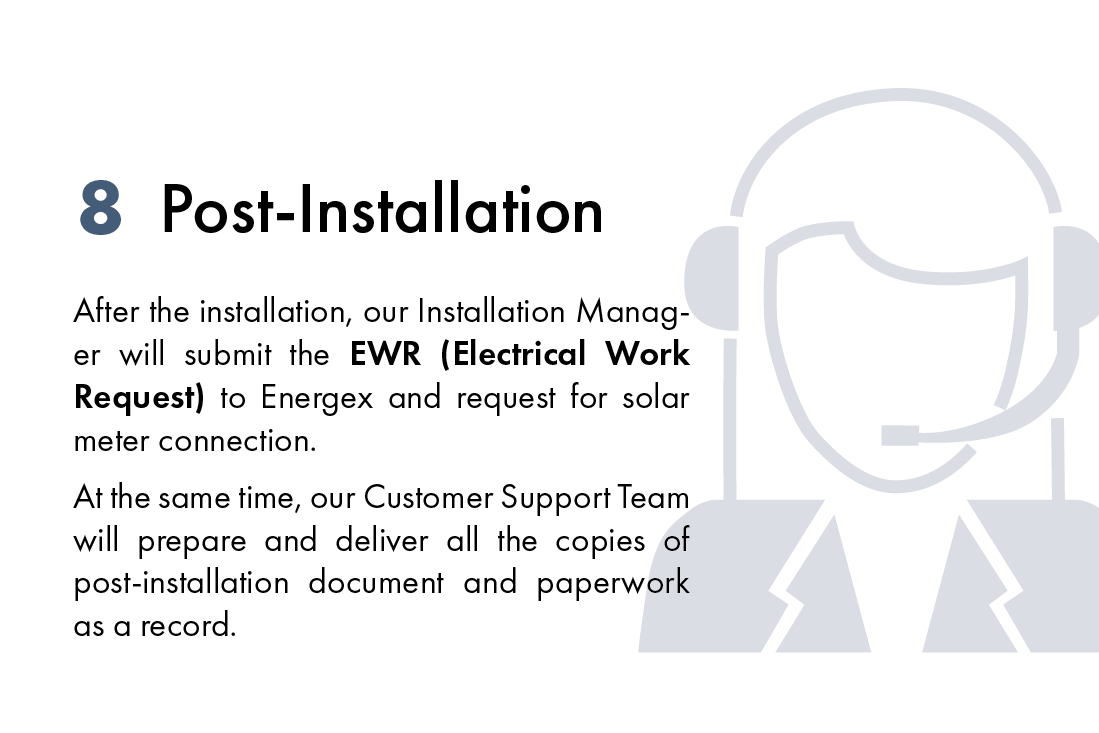 8 Post-Installation
After the installation, our Installation Manag-
er will submit the EWR (Electrical Work
Request) to Energex and request for solar
meter connection.
At the same time, our Customer Support Team
will prepare and deliver all the copies of
post-installation document and paperwork
as a record.